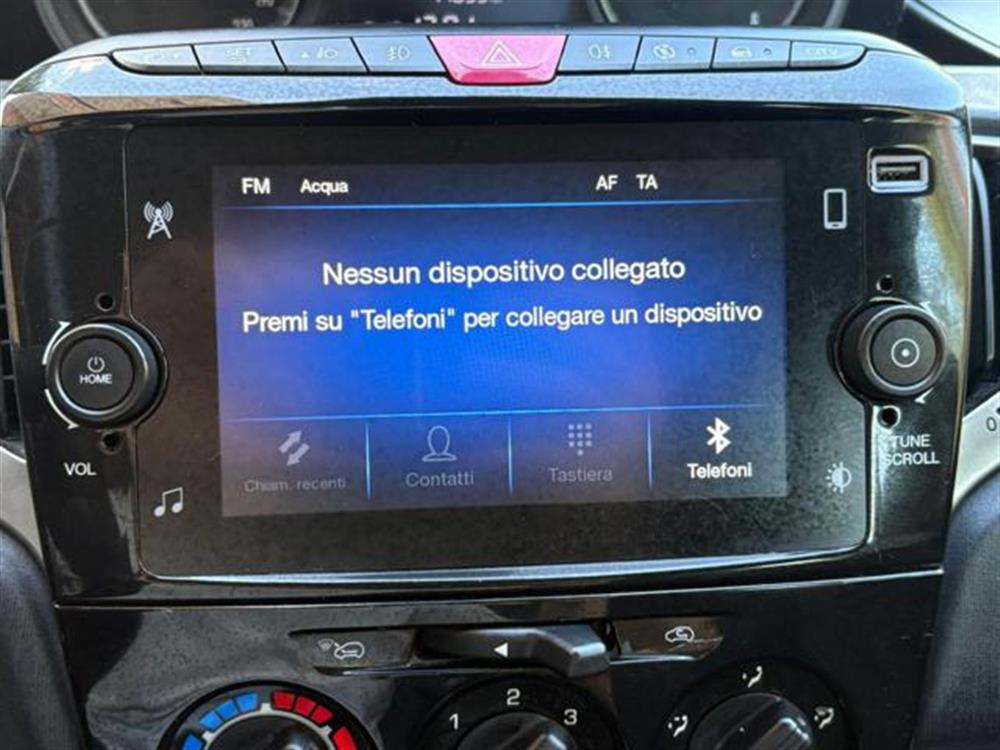 SET
FM Acqua AF TA
Nessun dispositivo collegato
Premi su "Telefoni" per collegare un dispositivo
HOME
Chiam. recenti Contatti Tastiera Telefoni
VOL
TUNE
SCROLL
1 2 3